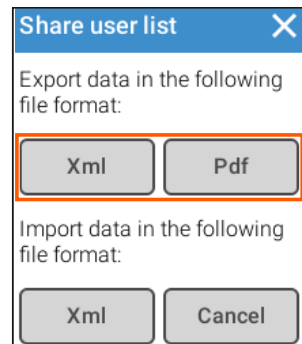 Share user list
Export data in the following
file format:
Xml Pdf
Import data in the following
file format:
Xml Cancel